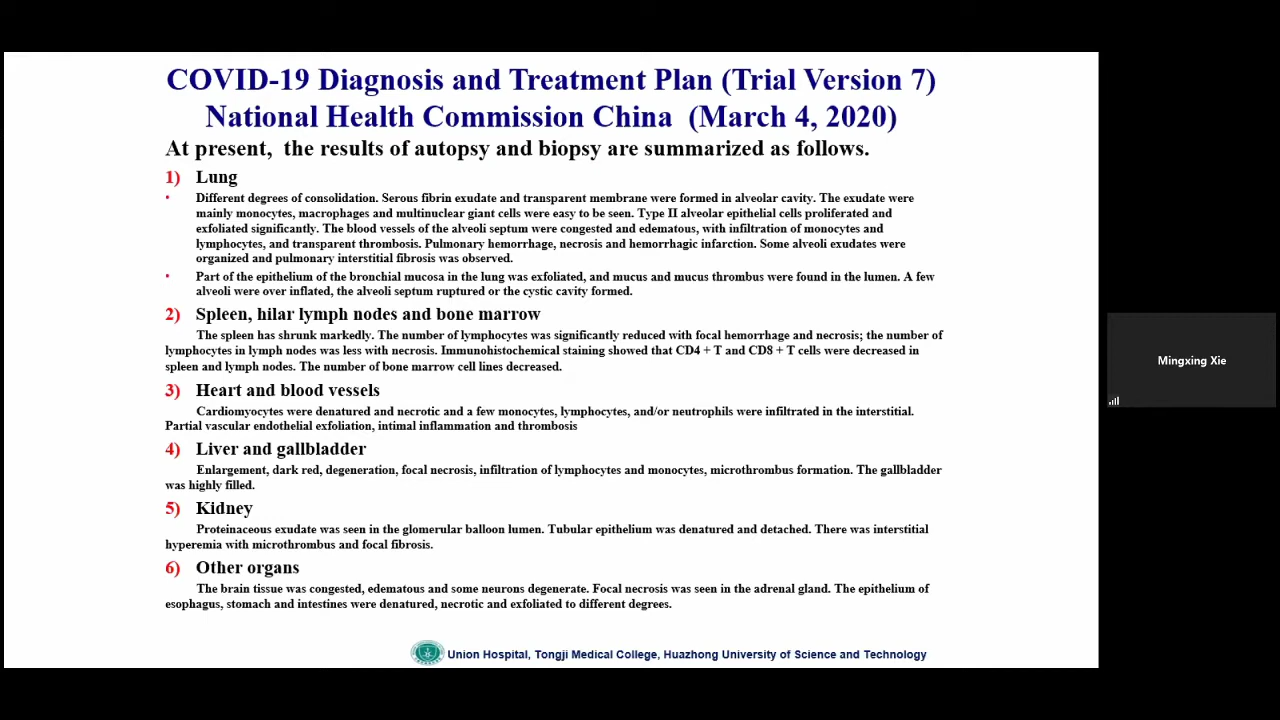 COVID-19 Diagnosis and Treatment Plan (Trial Version 7)
National Health Commission China (March 4, 2020)
At present, the results of autopsy and biopsy are summarized as follows.
1) Lung
• Different degrees of consolidation. Serous fibrin exudate and transparent membrane were formed in alveolar cavity. The exudate were
mainly monocytes, macrophages and multinuclear giant cells were easy to be seen. Type II alveolar epithelial cells proliferated and
exfoliated significantly. The blood vessels of the alveoli septum were congested and edematous, with infiltration of monocytes and
lymphocytes, and transparent thrombosis. Pulmonary hemorrhage, necrosis and hemorrhagic infarction. Some alveoli exudates were
organized and pulmonary interstitial fibrosis was observed.
• Part of the epithelium of the bronchial mucosa in the lung was exfoliated, and mucus and mucus thrombus were found in the lumen. A few
alveoli were over inflated, the alveoli septum ruptured or the cystic cavity formed.
2) Spleen, hilar lymph nodes and bone marrow
The spleen has shrunk markedly. The number of lymphocytes was significantly reduced with focal hemorrhage and necrosis; the number of
lymphocytes in lymph nodes was less with necrosis. Immunohistochemical staining showed that CD4 + T and CD8 + T cells were decreased in
spleen and lymph nodes. The number of bone marrow cell lines decreased.
3) Heart and blood vessels
Cardiomyocytes were denatured and necrotic and a few monocytes, lymphocytes, and/or neutrophils were infiltrated in the interstitial.
Partial vascular endothelial exfoliation, intimal inflammation and thrombosis
4) Liver and gallbladder
Enlargement, dark red, degeneration, focal necrosis, infiltration of lymphocytes and monocytes, microthrombus formation. The gallbladder
was highly filled.
5) Kidney
Proteinaceous exudate was seen in the glomerular balloon lumen. Tubular epithelium was denatured and detached. There was interstitial
hyperemia with microthrombus and focal fibrosis.
6) Other organs
The brain tissue was congested, edematous and some neurons degenerate. Focal necrosis was seen in the adrenal gland. The epithelium of
esophagus, stomach and intestines were denatured, necrotic and exfoliated to different degrees.
Union Hospital, Tongji Medical College, Huazhong University of Science and Technology
Mingxing Xie